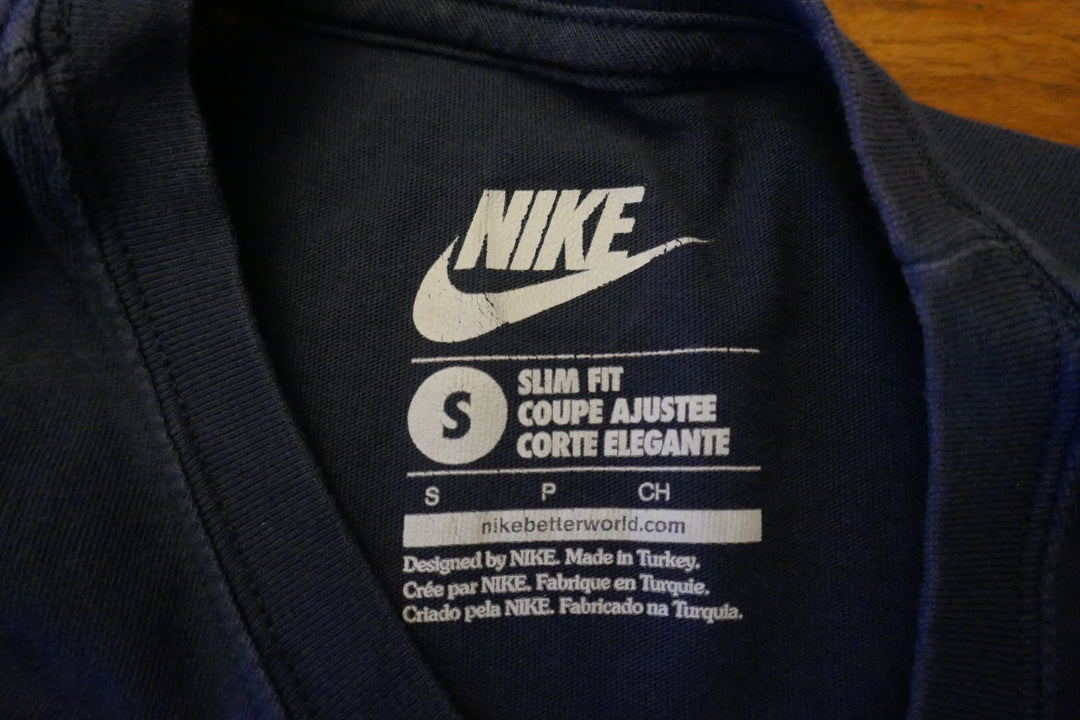 NIKE
S
SLIM FIT
COUPE AJUSTEE
CORTE ELEGANTE
S P CH
nikebetterworld.com
Designed by NIKE. Made in Turkey.
Crée par NIKE. Fabrique en Turquie.
Criado pela NIKE. Fabricado na Turquia.